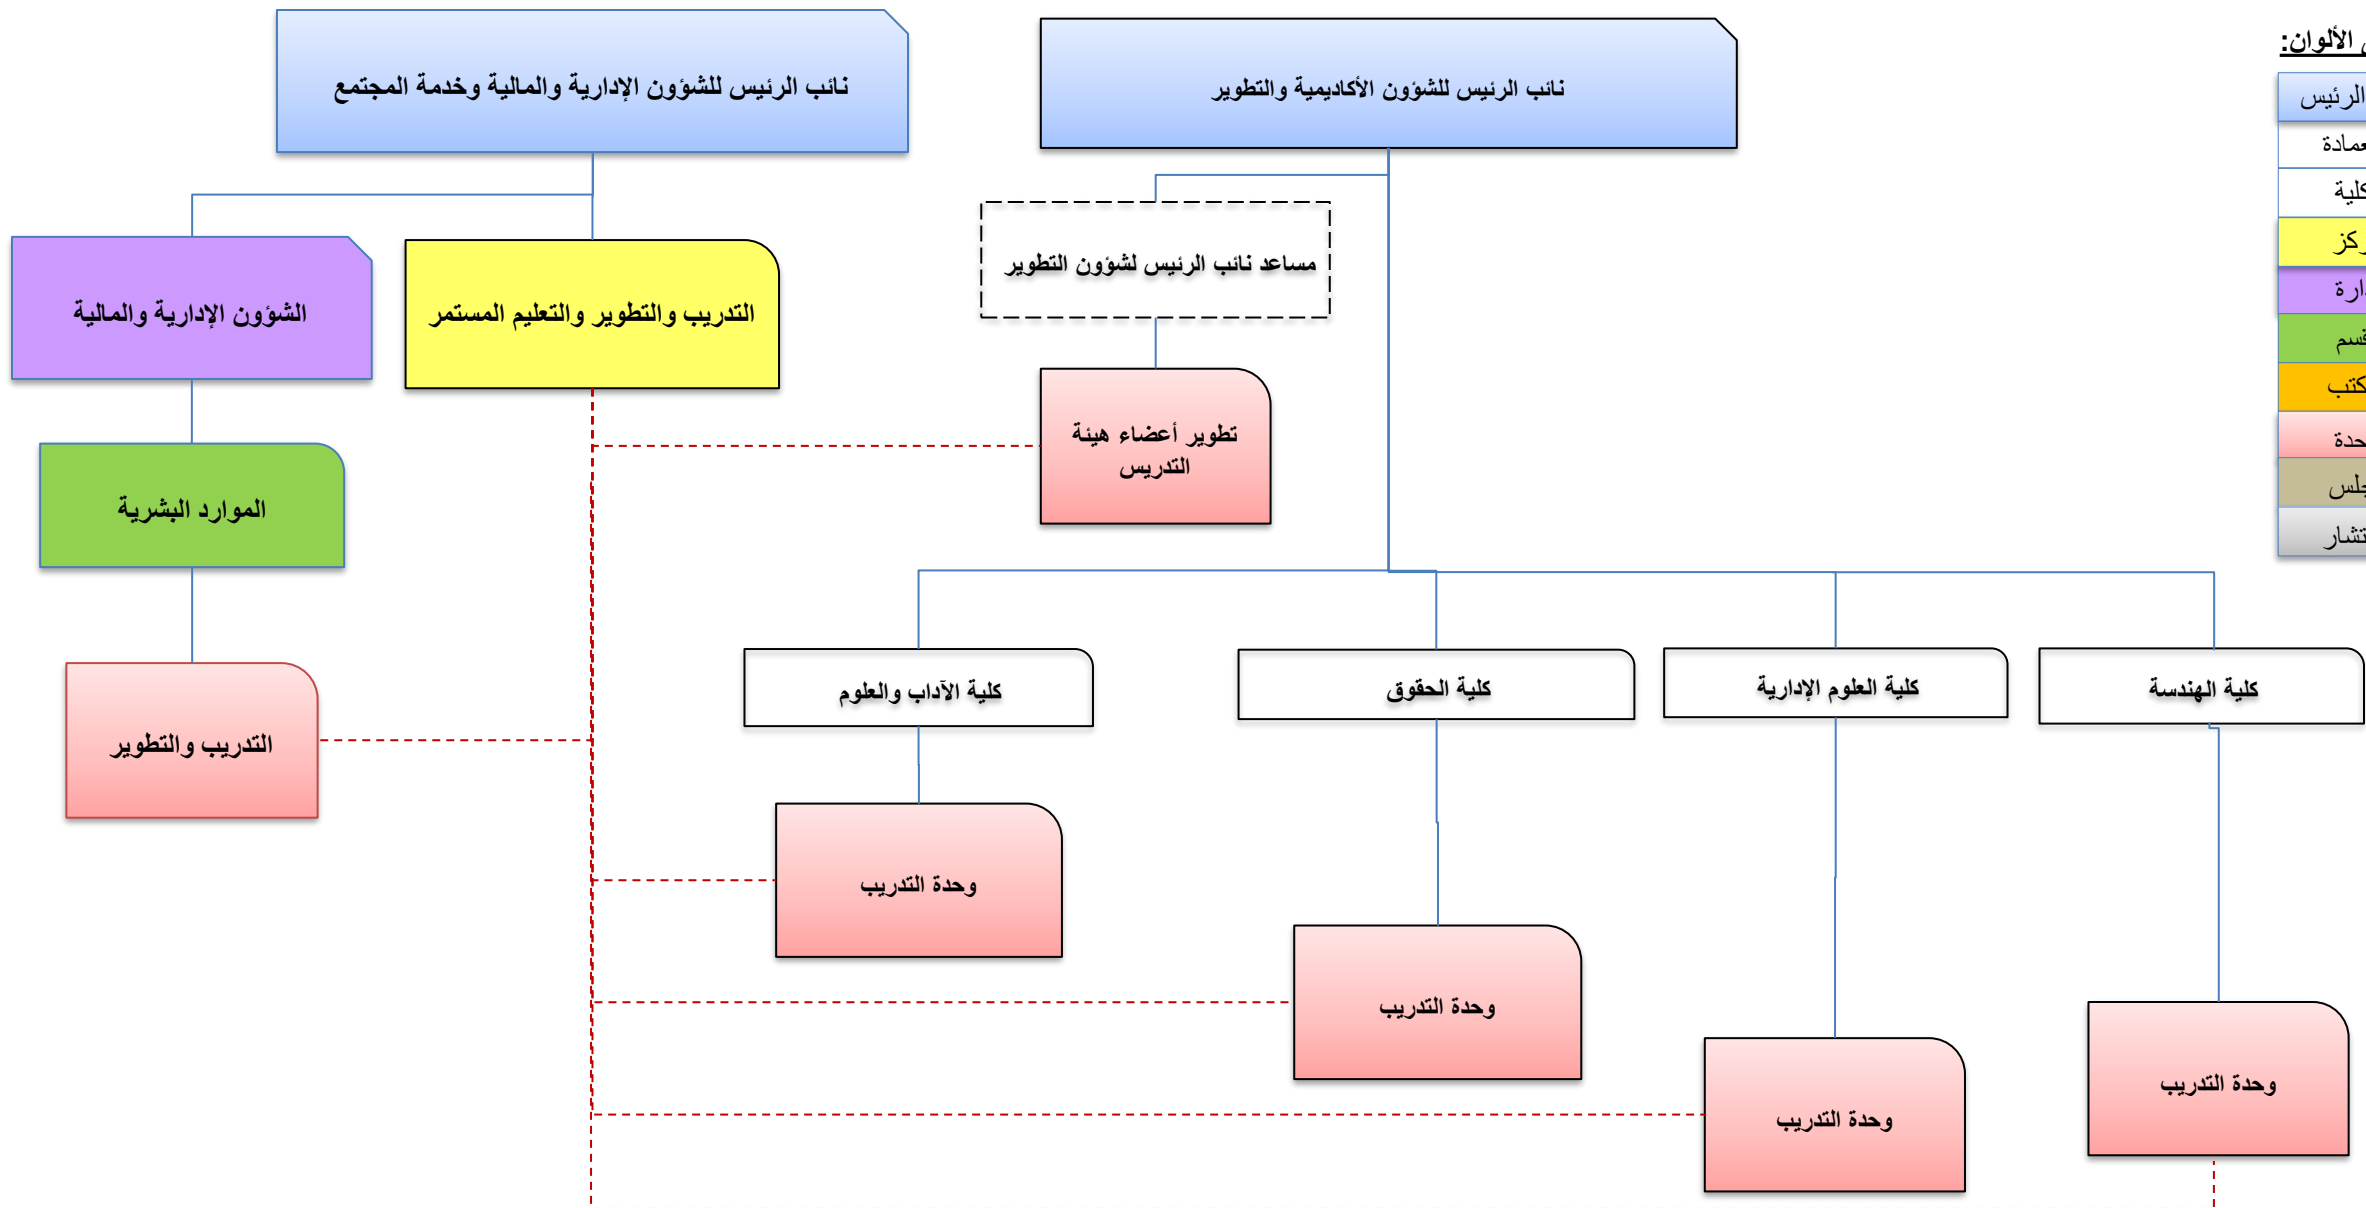 نائب الرئيس للشؤون الأكاديمية والتطوير
نائب الرئيس للشؤون الإدارية والمالية وخدمة المجتمع
الألوان:
الرئيس
مساعد نائب الرئيس لشؤون التطوير
التدريب والتطوير والتعليم المستمر
الشؤون الإدارية والمالية
تطوير أعضاء هيئة
التدريس
الموارد البشرية
كلية الهندسة
كلية العلوم الإدارية
كلية الحقوق
كلية الآداب والعلوم
التدريب والتطوير
وحدة التدريب
وحدة التدريب
وحدة التدريب
وحدة التدريب